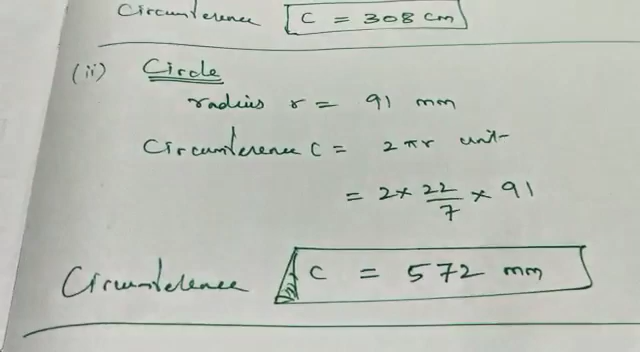 Circumference C = 308 cm
(ii) Circle
radius r = 91 mm
Circumference C = 2πr unit
= 2 × 22/7 × 91
Circumference C = 572 mm